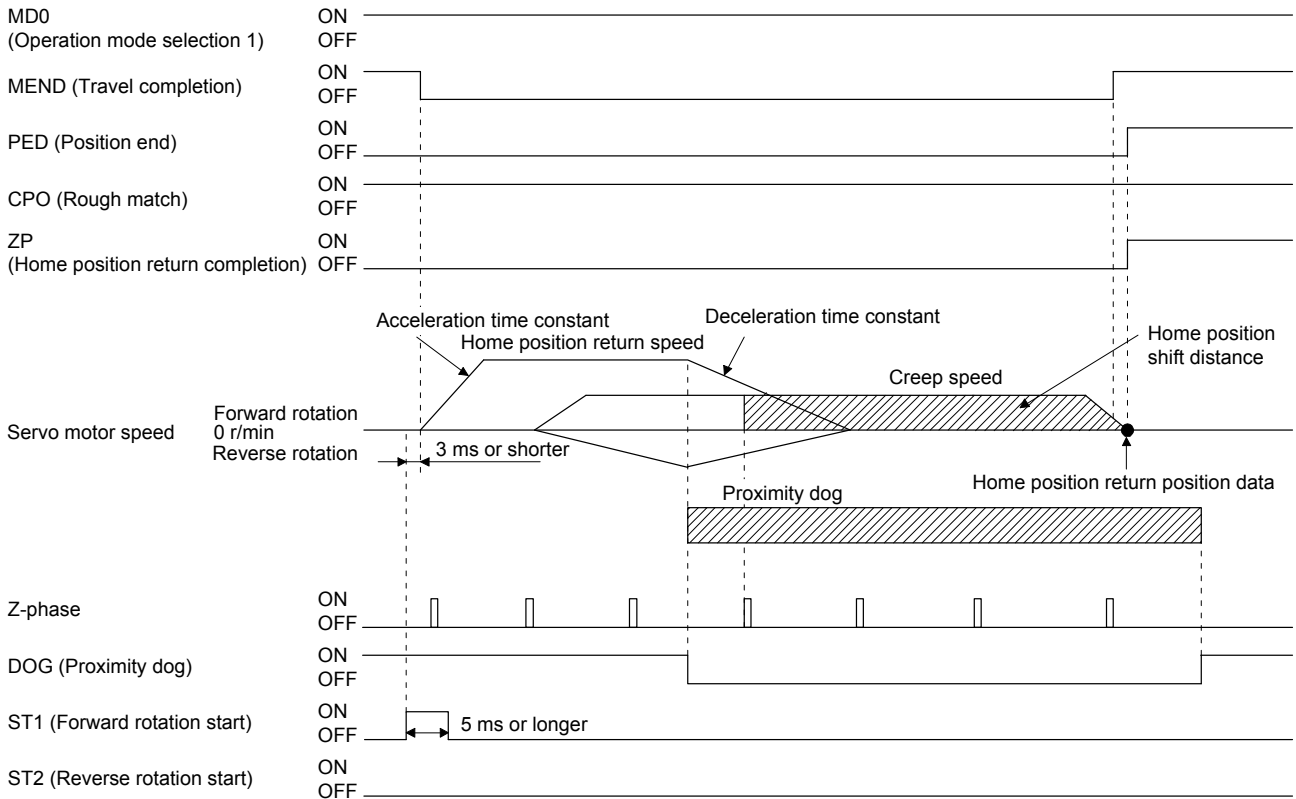 MD0
(Operation mode selection 1)
ON
OFF
MEND (Travel completion)
ON
OFF
PED (Position end)
ON
OFF
CPO (Rough match)
ON
OFF
ZP
(Home position return completion)
ON
OFF
Acceleration time constant
Home position return speed
Deceleration time constant
Home position
shift distance
Creep speed
Servo motor speed
Forward rotation
0 r/min
Reverse rotation
3 ms or shorter
Home position return position data
Proximity dog
Z-phase
ON
OFF
DOG (Proximity dog)
ON
OFF
ST1 (Forward rotation start)
ON
OFF
5 ms or longer
ST2 (Reverse rotation start)
ON
OFF